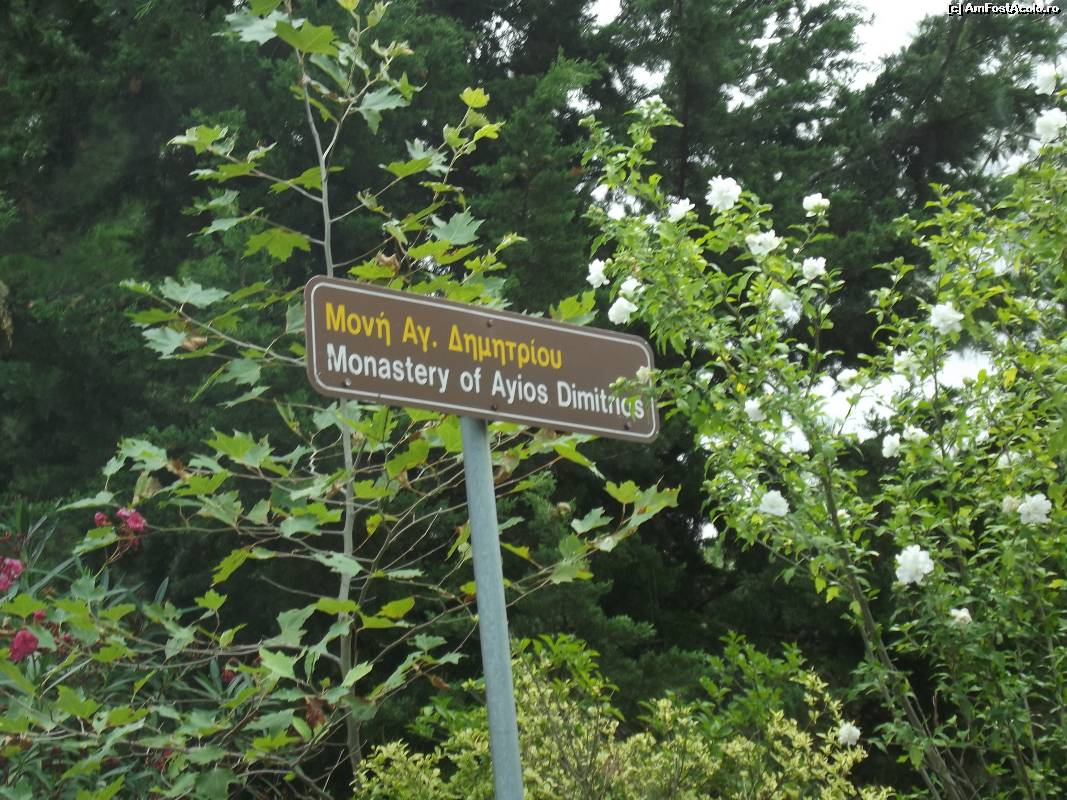 [c] AmFostAcolo.ro
Μονή Αγ. Δημητρίου
Monastery of Ayios Dimitrios